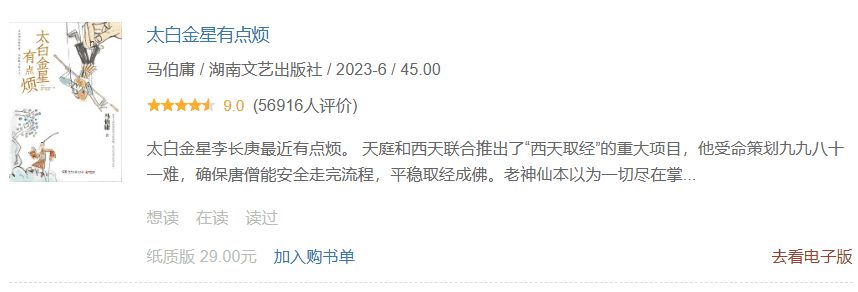 太白金星有点烦
马伯庸 / 湖南文艺出版社 / 2023-6 / 45.00
9.0 (56916人评价)
太白金星李长庚最近有点烦。 天庭和西天联合推出了“西天取经”的重大项目，他受命策划九九八十
一难，确保唐僧能安全走完流程，平稳取经成佛。老神仙本以为一切尽在掌...
想读 在读 读过
纸质版 29.00元 加入购书单 去看电子版
太白金星
有点烦
马伯庸 著